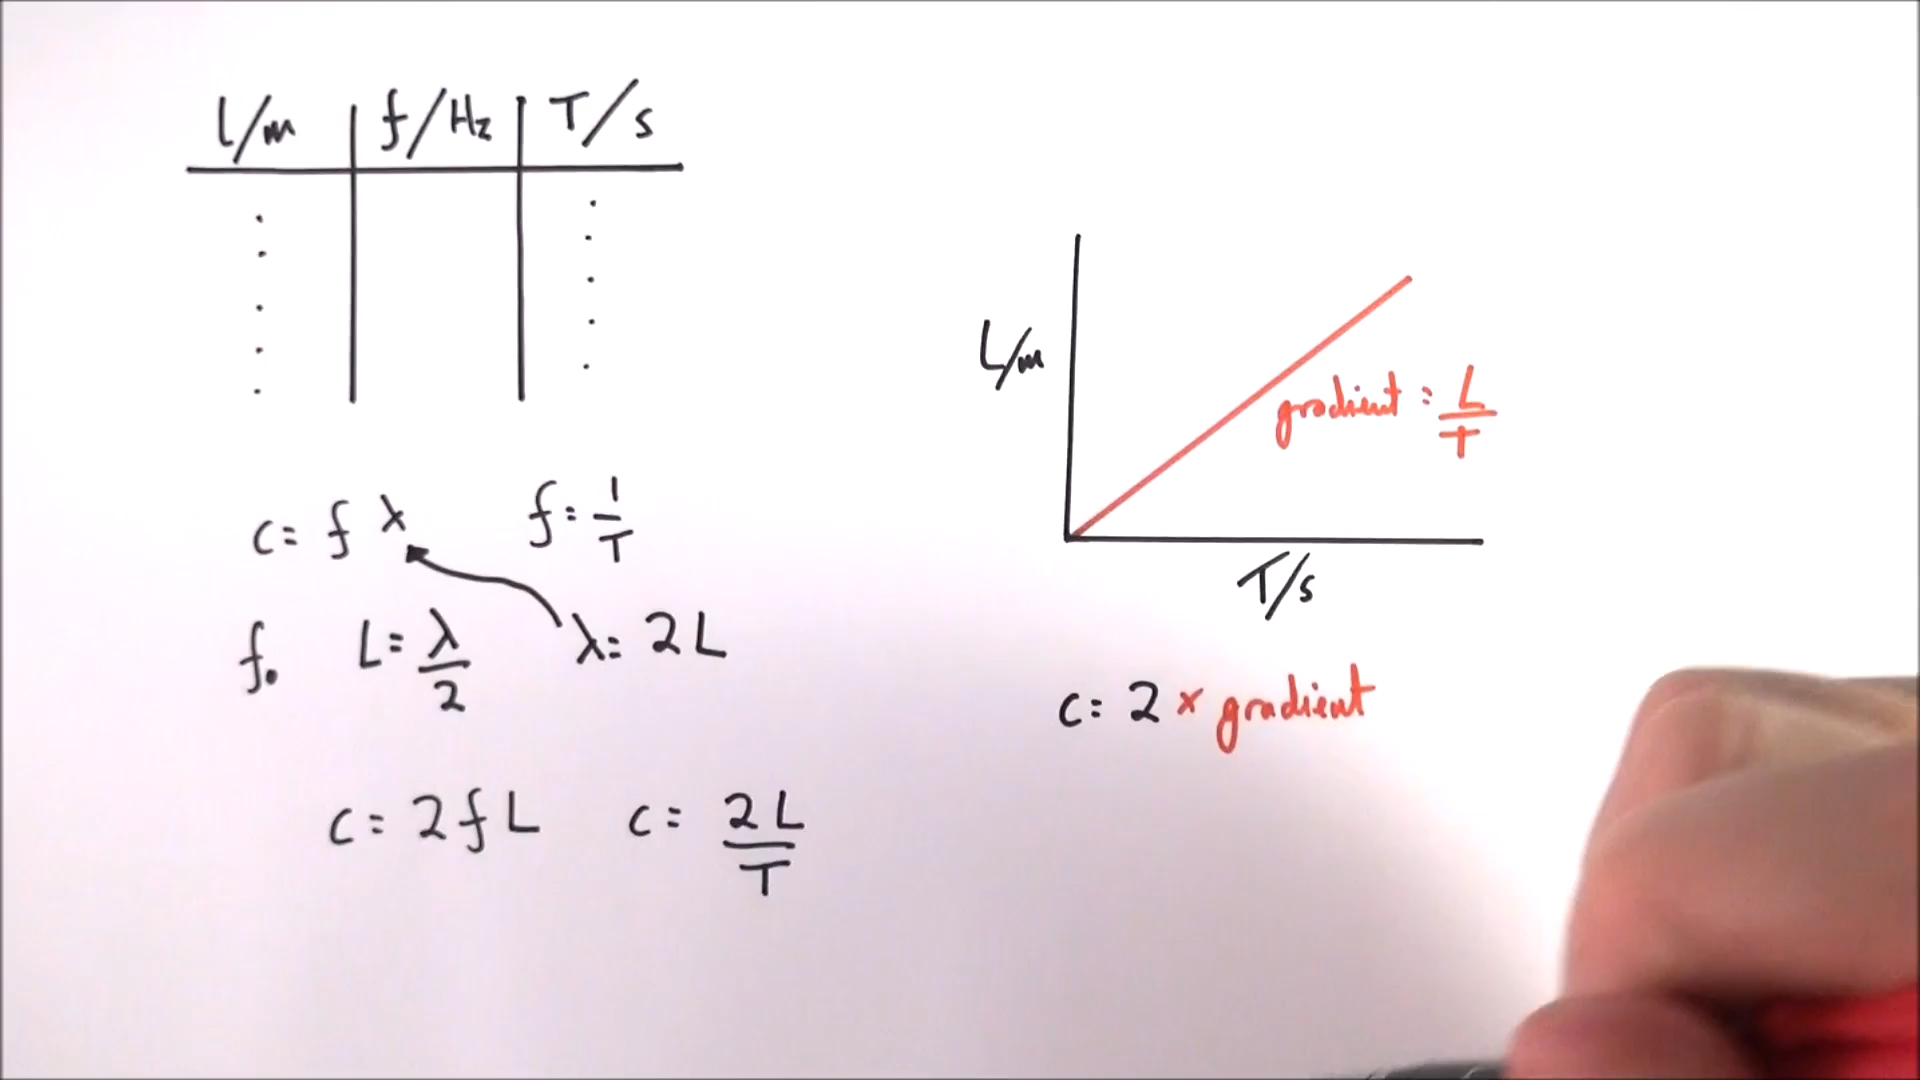 L/m f/Hz T/s
c= f λ f= 1/T
f₀ L= λ/2 λ= 2L
c= 2fL c= 2L/T
L/m
gradient = L/T
T/s
c= 2 x gradient